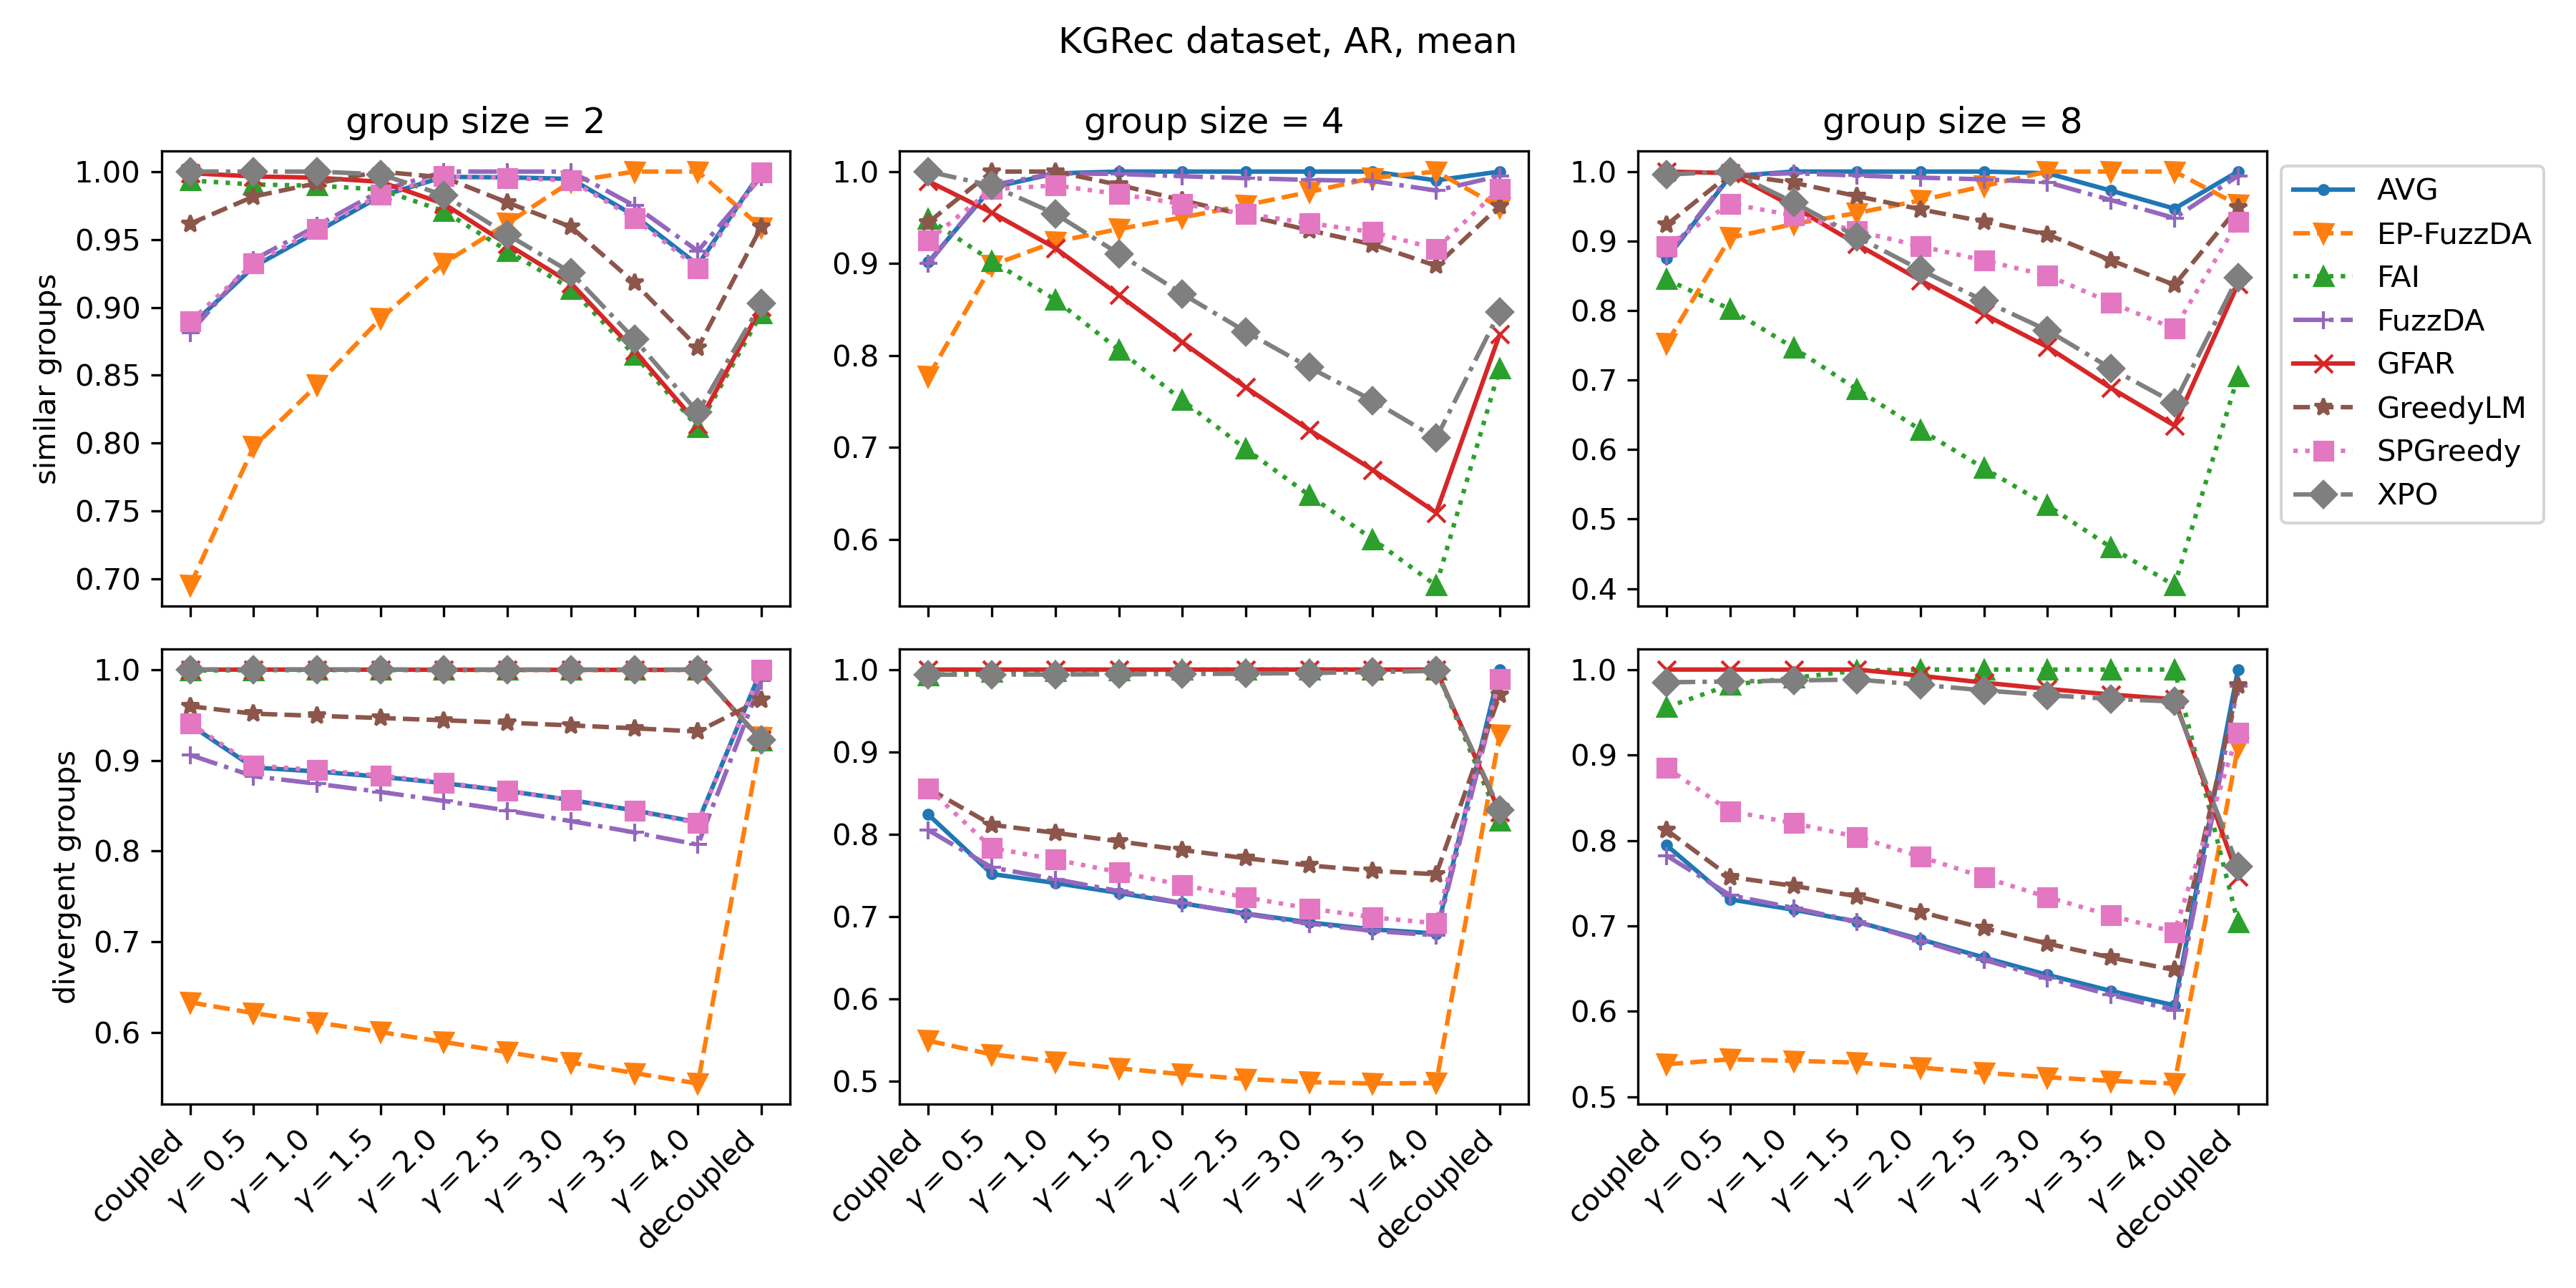 KGRec dataset, AR, mean
group size = 2
group size = 4
group size = 8
similar groups
1.00
0.95
0.90
0.85
0.80
0.75
0.70
1.0
0.9
0.8
0.7
0.6
1.0
0.9
0.8
0.7
0.6
0.5
0.4
AVG
EP-FuzzDA
FAI
FuzzDA
GFAR
GreedyLM
SPGreedy
XPO
divergent groups
1.0
0.9
0.8
0.7
0.6
1.0
0.9
0.8
0.7
0.6
0.5
1.0
0.9
0.8
0.7
0.6
0.5
coupled
γ = 0.5
γ = 1.0
γ = 1.5
γ = 2.0
γ = 2.5
γ = 3.0
γ = 3.5
γ = 4.0
decoupled
coupled
γ = 0.5
γ = 1.0
γ = 1.5
γ = 2.0
γ = 2.5
γ = 3.0
γ = 3.5
γ = 4.0
decoupled
coupled
γ = 0.5
γ = 1.0
γ = 1.5
γ = 2.0
γ = 2.5
γ = 3.0
γ = 3.5
γ = 4.0
decoupled